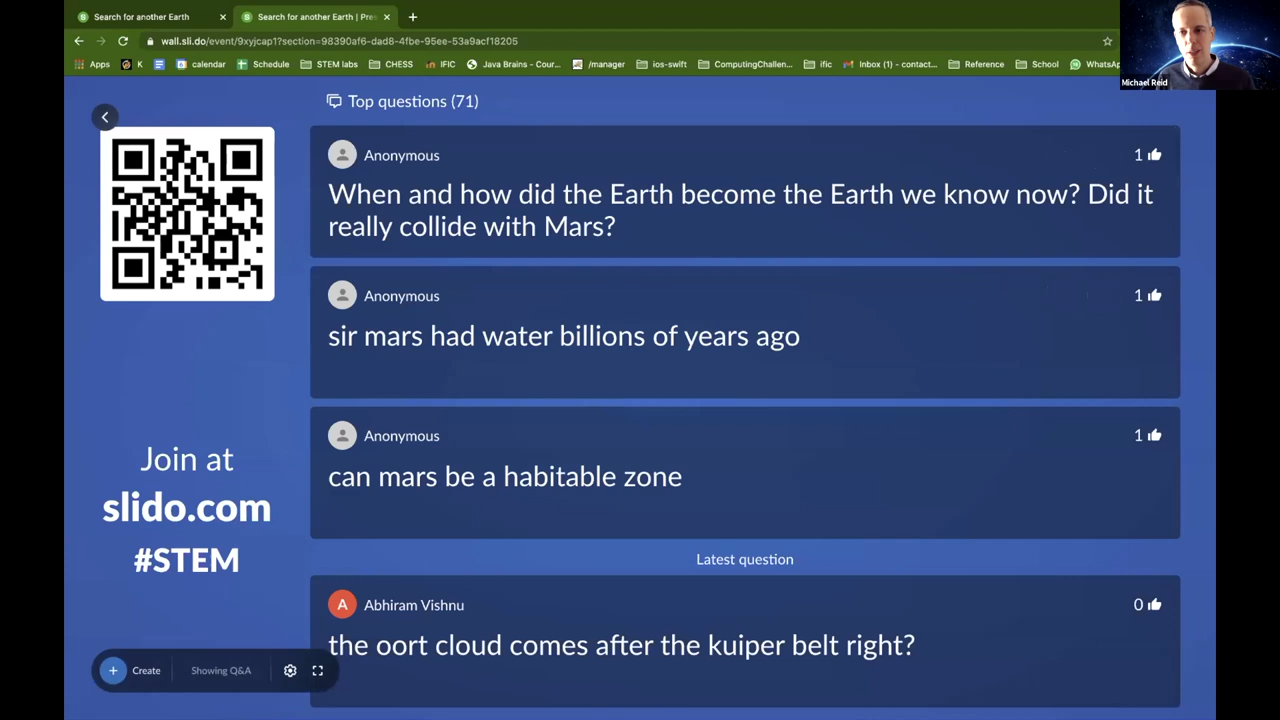 Search for another Earth
Search for another Earth | Pres
wall.sli.do/event/9xyjcap1?section=98390af6-dad8-4fbe-95ee-53a9acf18205
Apps K calendar Schedule STEM labs CHESS IFIC Java Brains - Cour... /manager ios-swift ComputingChallen... ific Inbox (1) - contact... Reference School WhatsAp
Michael Reid
Top questions (71)
Anonymous 1
When and how did the Earth become the Earth we know now? Did it
really collide with Mars?
Anonymous 1
sir mars had water billions of years ago
Anonymous 1
can mars be a habitable zone
Latest question
A Abhiram Vishnu 0
the oort cloud comes after the kuiper belt right?
Join at
slido.com
#STEM
Create Showing Q&A